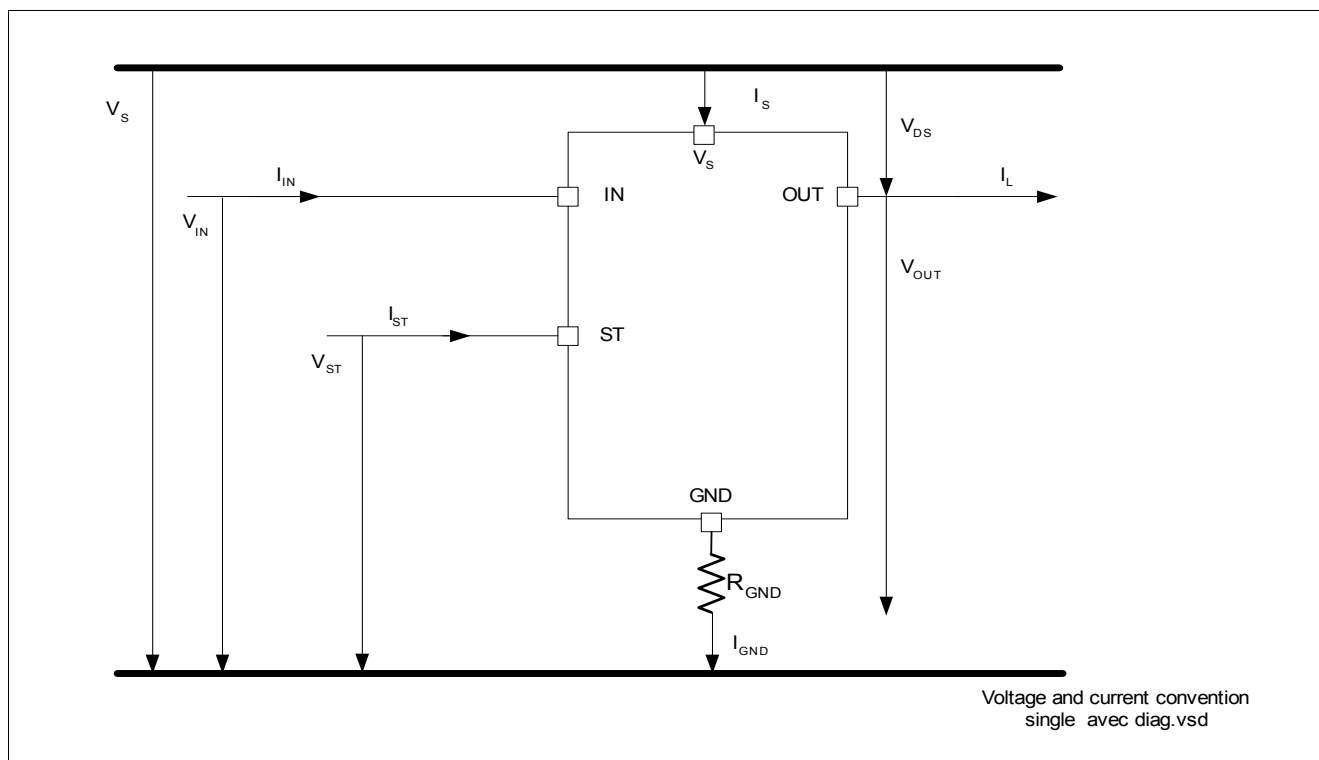 V_S
I_S
V_DS
V_S
I_IN
IN
OUT
I_L
V_IN
V_OUT
I_ST
ST
V_ST
GND
R_GND
I_GND
Voltage and current convention
single avec diag.vsd